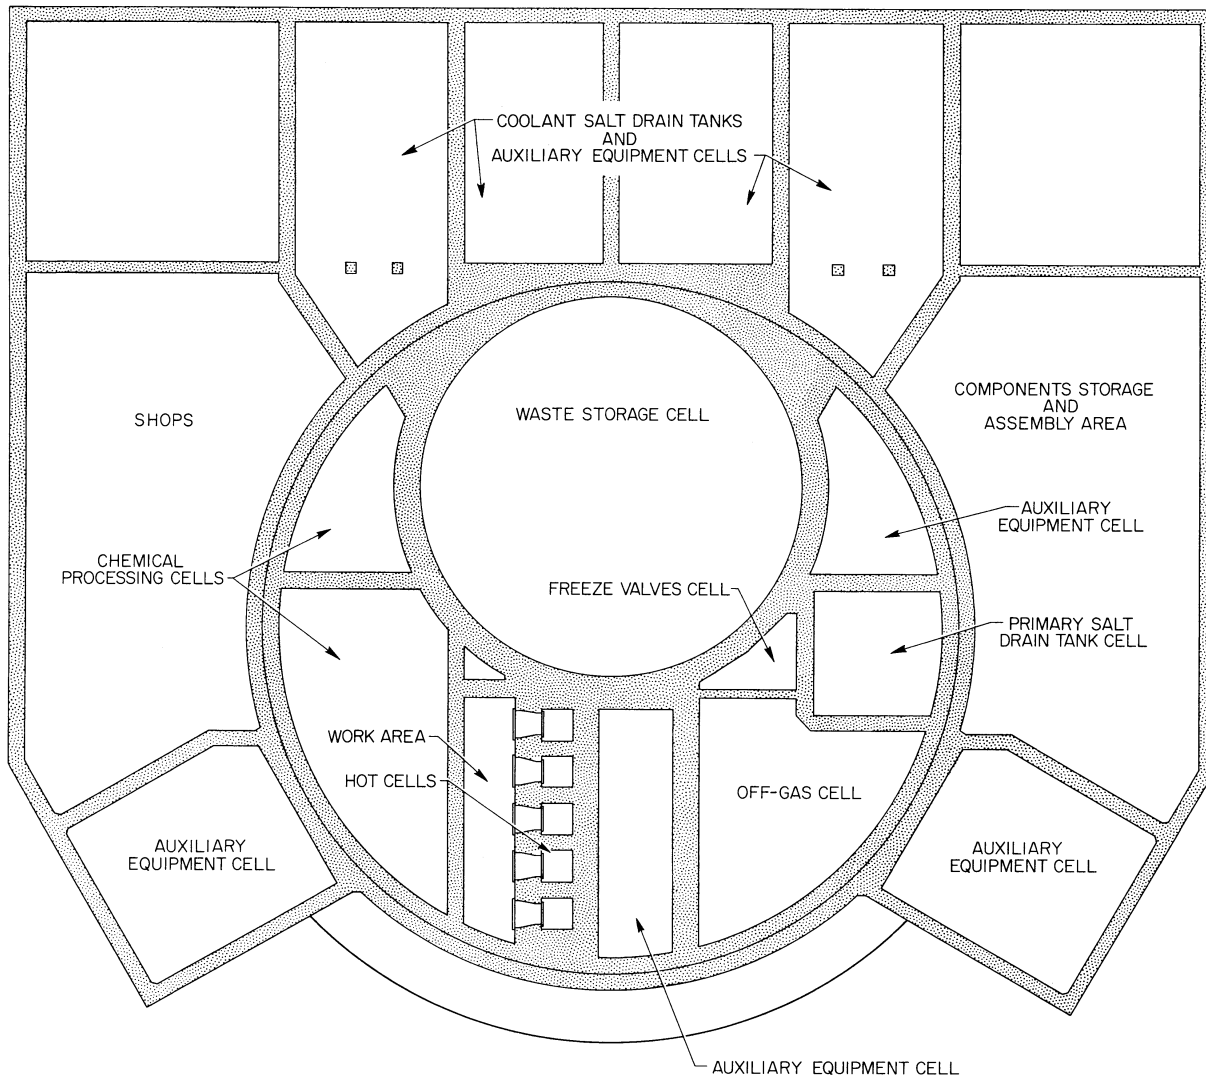 COOLANT SALT DRAIN TANKS
AND
AUXILIARY EQUIPMENT CELLS
SHOPS
WASTE STORAGE CELL
COMPONENTS STORAGE
AND
ASSEMBLY AREA
AUXILIARY
EQUIPMENT CELL
CHEMICAL
PROCESSING CELLS
FREEZE VALVES CELL
PRIMARY SALT
DRAIN TANK CELL
WORK AREA
HOT CELLS
OFF-GAS CELL
AUXILIARY
EQUIPMENT CELL
AUXILIARY
EQUIPMENT CELL
AUXILIARY EQUIPMENT CELL